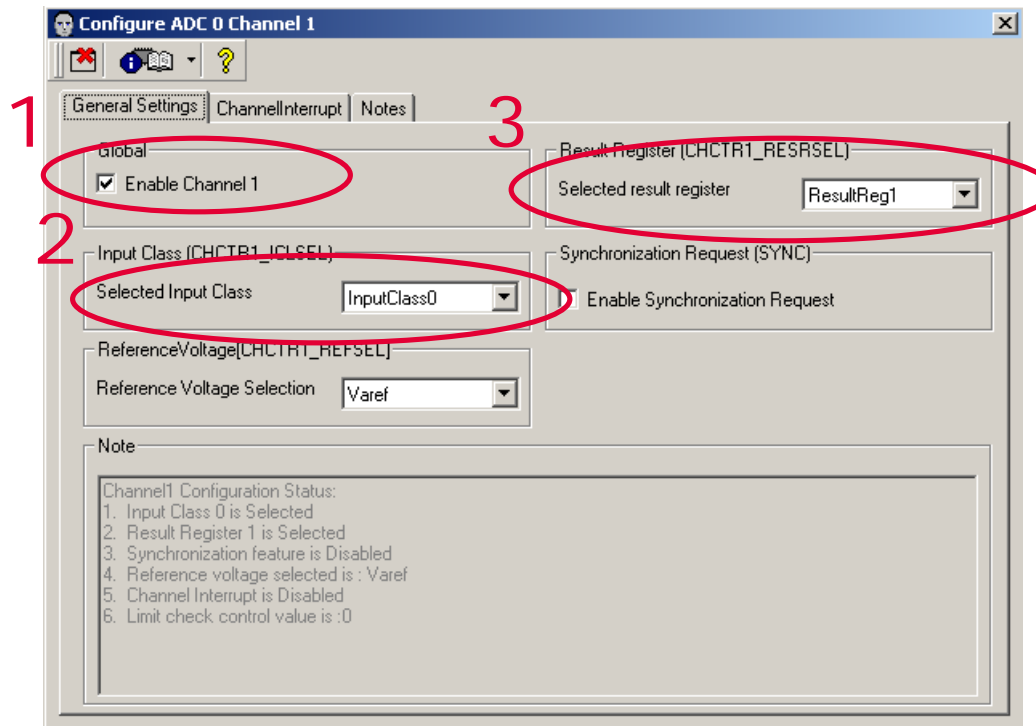 Configure ADC 0 Channel 1
General Settings
ChannelInterrupt
Notes
1
Global
Enable Channel 1
3
Result Register (CHCTR1_RESRSEL)
Selected result register
ResultReg1
2
Input Class (CHCTR1_ICLSEL)
Selected Input Class
InputClass0
Synchronization Request (SYNC)
Enable Synchronization Request
ReferenceVoltage[CHCTR1_REFSEL]
Reference Voltage Selection
Varef
Note
Channel1 Configuration Status:
1. Input Class 0 is Selected
2. Result Register 1 is Selected
3. Synchronization feature is Disabled
4. Reference voltage selected is : Varef
5. Channel Interrupt is Disabled
6. Limit check control value is :0